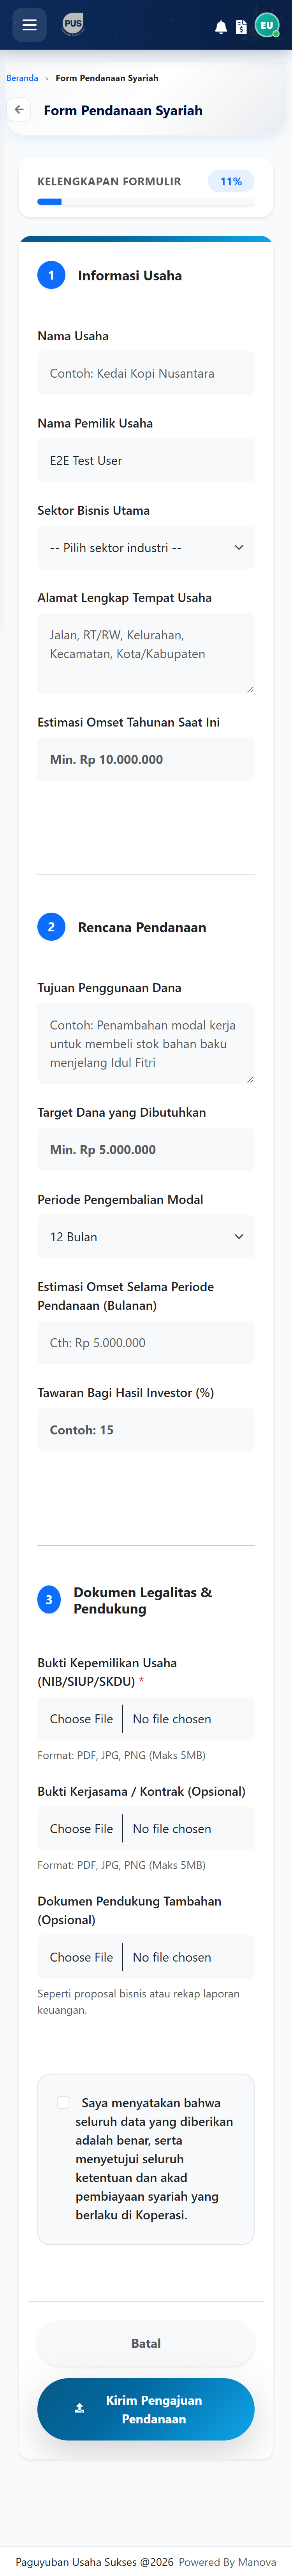 PUS
EU
Beranda > Form Pendanaan Syariah
Form Pendanaan Syariah
KELENGKAPAN FORMULIR 11%
1 Informasi Usaha
Nama Usaha
Contoh: Kedai Kopi Nusantara
Nama Pemilik Usaha
E2E Test User
Sektor Bisnis Utama
-- Pilih sektor industri --
Alamat Lengkap Tempat Usaha
Jalan, RT/RW, Kelurahan,
Kecamatan, Kota/Kabupaten
Estimasi Omset Tahunan Saat Ini
Min. Rp 10.000.000
2 Rencana Pendanaan
Tujuan Penggunaan Dana
Contoh: Penambahan modal kerja
untuk membeli stok bahan baku
menjelang Idul Fitri
Target Dana yang Dibutuhkan
Min. Rp 5.000.000
Periode Pengembalian Modal
12 Bulan
Estimasi Omset Selama Periode
Pendanaan (Bulanan)
Cth: Rp 5.000.000
Tawaran Bagi Hasil Investor (%)
Contoh: 15
3 Dokumen Legalitas &
Pendukung
Bukti Kepemilikan Usaha
(NIB/SIUP/SKDU) *
Choose File No file chosen
Format: PDF, JPG, PNG (Maks 5MB)
Bukti Kerjasama / Kontrak (Opsional)
Choose File No file chosen
Format: PDF, JPG, PNG (Maks 5MB)
Dokumen Pendukung Tambahan
(Opsional)
Choose File No file chosen
Seperti proposal bisnis atau rekap laporan
keuangan.
Saya menyatakan bahwa
seluruh data yang diberikan
adalah benar, serta
menyetujui seluruh
ketentuan dan akad
pembiayaan syariah yang
berlaku di Koperasi.
Batal
Kirim Pengajuan
Pendanaan
Paguyuban Usaha Sukses @2026 Powered By Manova